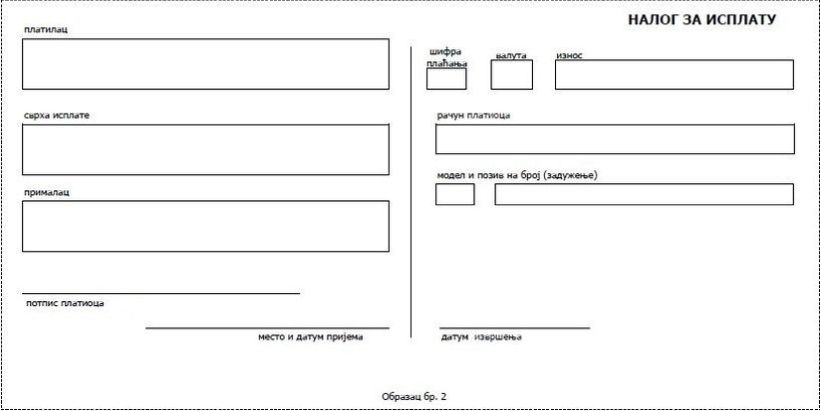 НАЛОГ ЗА ИСПЛАТУ
платилац
сврха исплате
прималац
потпис платиоца
место и датум пријема
шифра
плаћања
валута
износ
рачун платиоца
модел и позив на број (задужење)
датум извршења
Образац бр. 2